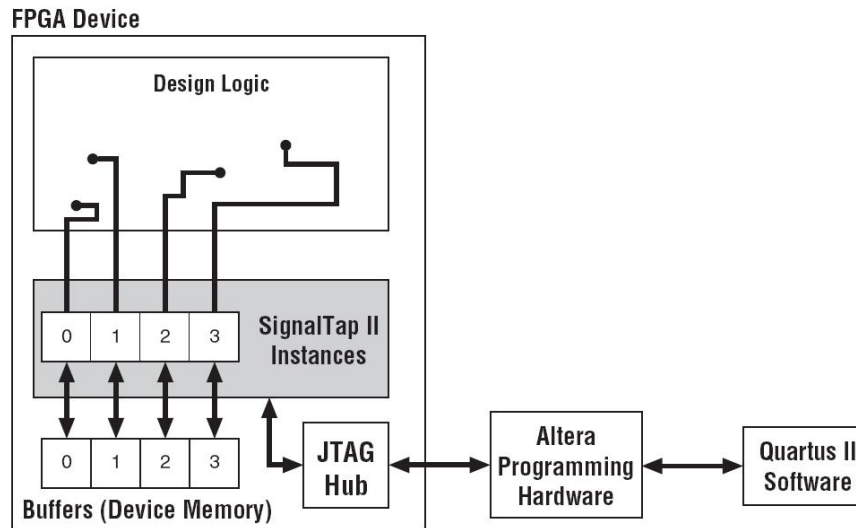 FPGA Device
Design Logic
0 1 2 3
SignalTap II
Instances
0 1 2 3
Buffers (Device Memory)
JTAG
Hub
Altera
Programming
Hardware
Quartus II
Software